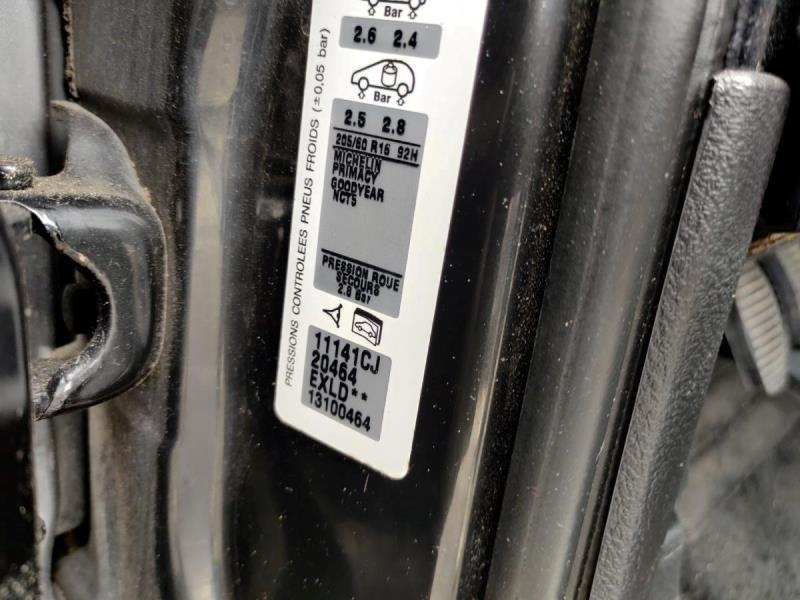 Bar
2.6 2.4
Bar
2.5 2.8
205/60 R16 92H
MICHELIN
PRIMACY
GOODYEAR
NCT5
PRESSION ROUE
SECOURS
2.8 Bar
11141CJ
20464
EXLD**
13100464
PRESSIONS CONTROLEES PNEUS FROIDS (±0,05 bar)